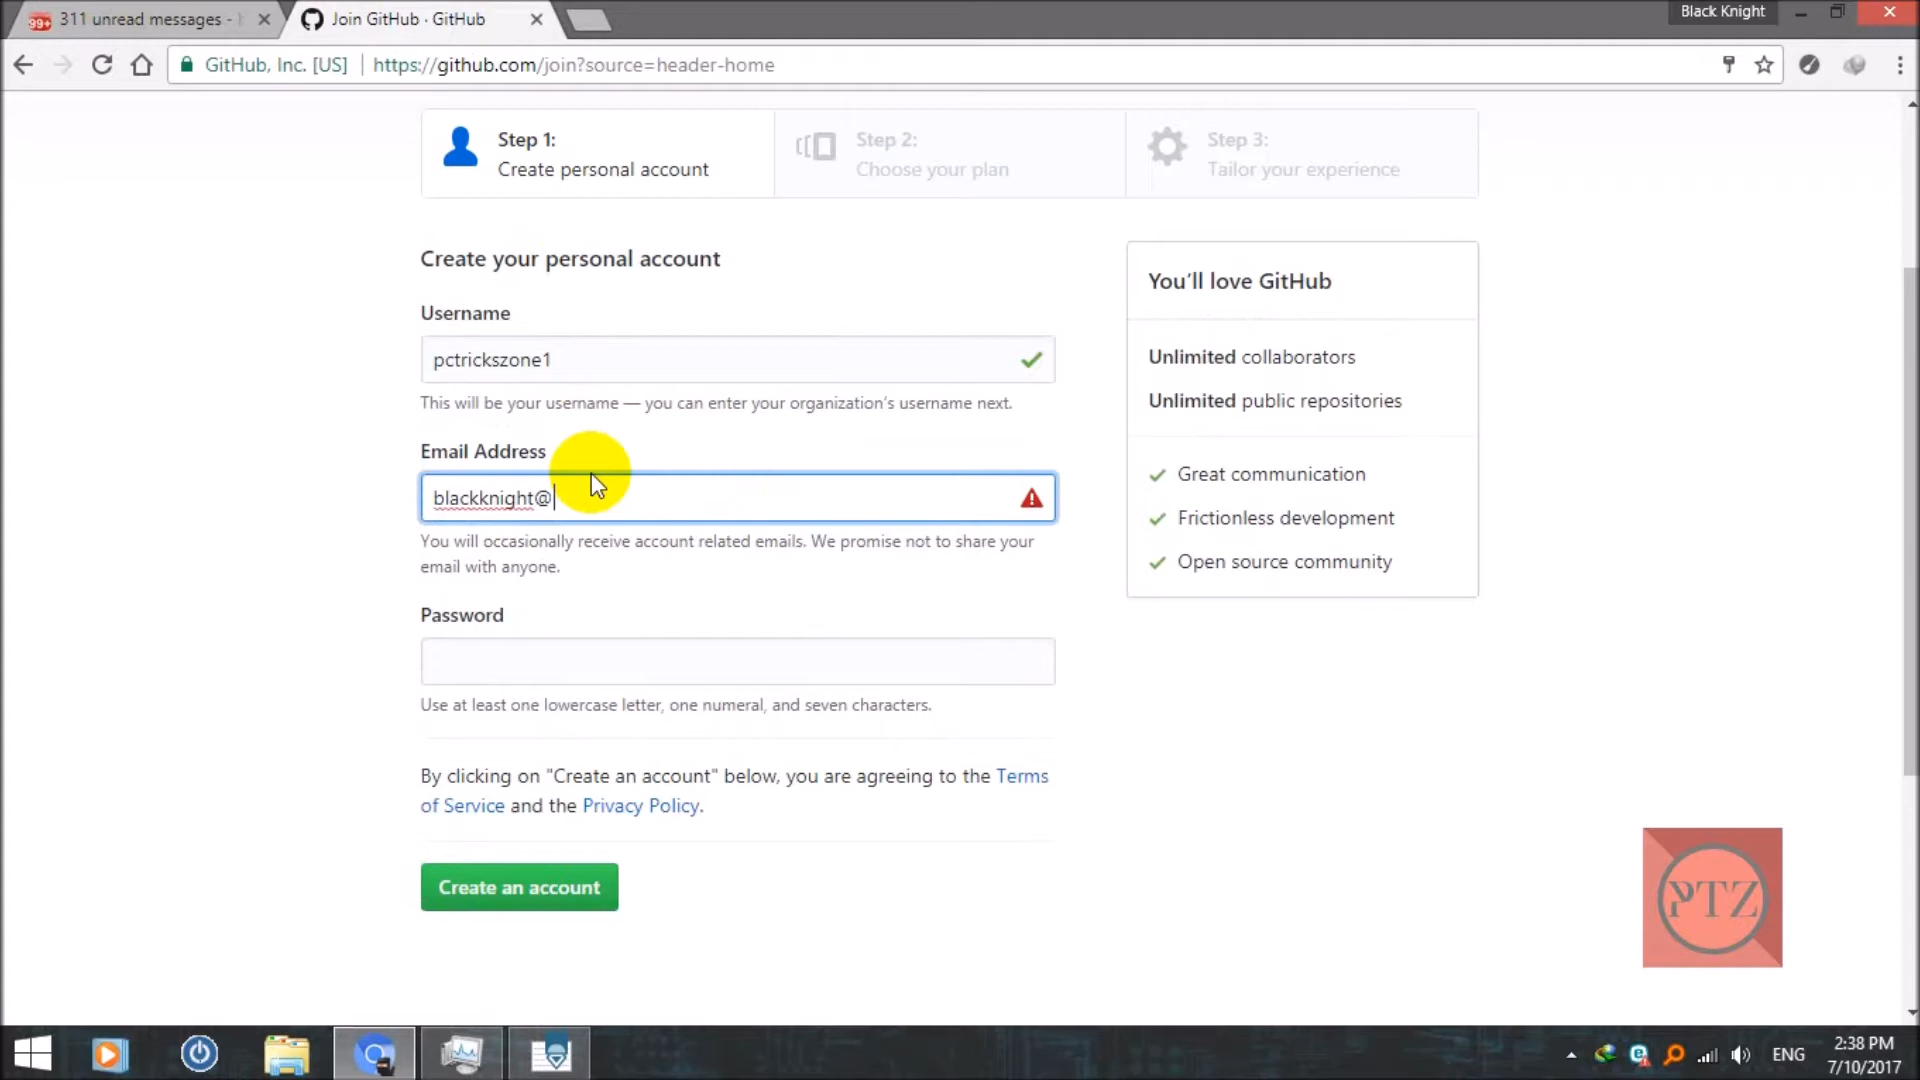 99+ 311 unread messages -
Join GitHub · GitHub
Black Knight
GitHub, Inc. [US] https://github.com/join?source=header-home
Step 1:
Create personal account
Step 2:
Choose your plan
Step 3:
Tailor your experience
Create your personal account
Username
pctrickszone1
This will be your username — you can enter your organization's username next.
Email Address
blackknight@
You will occasionally receive account related emails. We promise not to share your
email with anyone.
Password
Use at least one lowercase letter, one numeral, and seven characters.
By clicking on "Create an account" below, you are agreeing to the Terms
of Service and the Privacy Policy.
Create an account
You'll love GitHub
Unlimited collaborators
Unlimited public repositories
Great communication
Frictionless development
Open source community
PTZ
ENG
2:38 PM
7/10/2017